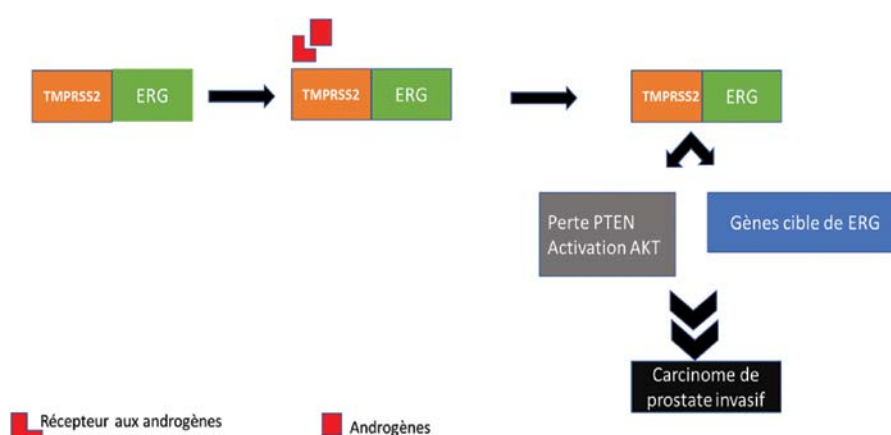 TMPRSS2 ERG
TMPRSS2 ERG
TMPRSS2 ERG
Perte PTEN
Activation AKT
Gènes cible de ERG
Carcinome de
prostate invasif
Récepteur aux androgènes
Androgènes